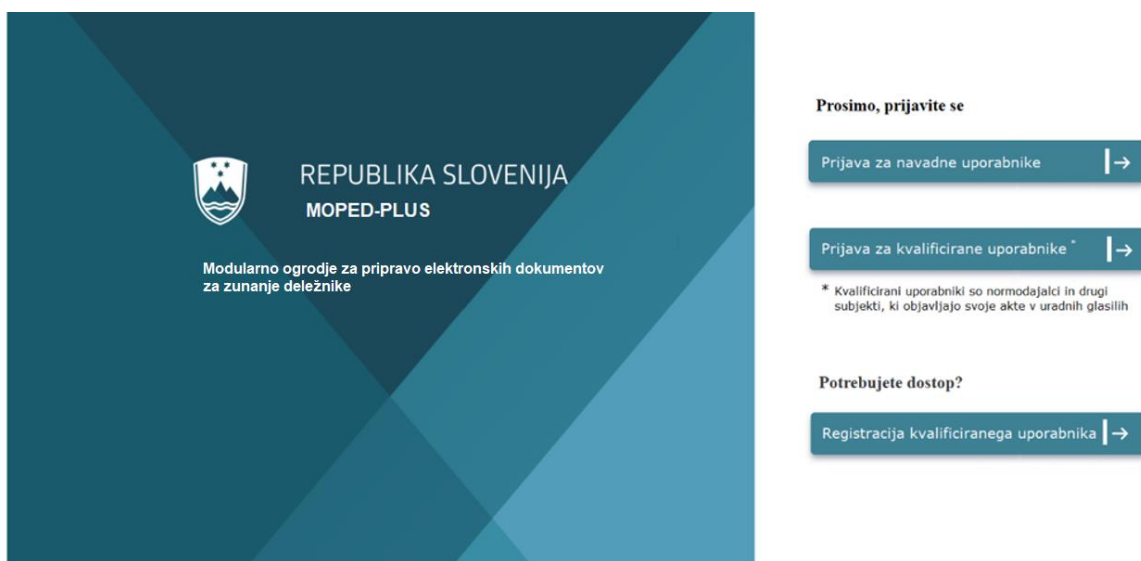 REPUBLIKA SLOVENIJA
MOPED-PLUS
Modularno ogrodje za pripravo elektronskih dokumentov
za zunanje deležnike
Prosimo, prijavite se
Prijava za navadne uporabnike
Prijava za kvalificirane uporabnike *
* Kvalificirani uporabniki so normodajalci in drugi
subjekti, ki objavljajo svoje akte v uradnih glasilih
Potrebujete dostop?
Registracija kvalificiranega uporabnika